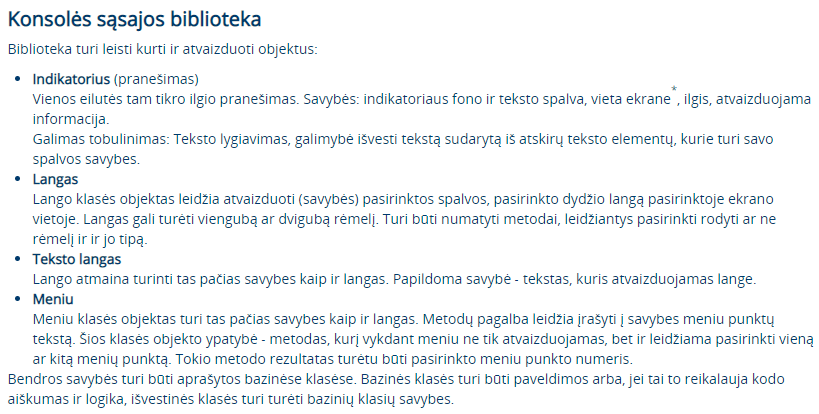 Konsolės sąsajos biblioteka
Biblioteka turi leisti kurti ir atvaizduoti objektus:
• Indikatorius (pranešimas)
Vienos eilutės tam tikro ilgio pranešimas. Savybės: indikatoriaus fono ir teksto spalva, vieta ekrane*, ilgis, atvaizduojama
informacija.
Galimas tobulinimas: Teksto lygiavimas, galimybė išvesti tekstą sudarytą iš atskirų teksto elementų, kurie turi savo
spalvos savybes.
• Langas
Lango klasės objektas leidžia atvaizduoti (savybės) pasirinktos spalvos, pasirinkto dydžio langą pasirinktoje ekrano
vietoje. Langas gali turėti viengubą ar dvigubą rėmelį. Turi būti numatyti metodai, leidžiantys pasirinkti rodyti ar ne
rėmelį ir ir jo tipą.
• Teksto langas
Lango atmaina turinti tas pačias savybes kaip ir langas. Papildoma savybė - tekstas, kuris atvaizduojamas lange.
• Meniu
Meniu klasės objektas turi tas pačias savybes kaip ir langas. Metodų pagalba leidžia įrašyti į savybes meniu punktų
tekstą. Šios klasės objekto ypatybė - metodas, kurį vykdant meniu ne tik atvaizduojamas, bet ir leidžiama pasirinkti vieną
ar kitą menių punktą. Tokio metodo rezultatas turėtu būti pasirinkto meniu punkto numeris.
Bendros savybės turi būti aprašytos bazinėse klasėse. Bazinės klasės turi būti paveldimos arba, jei tai to reikalauja kodo
aiškumas ir logika, išvestinės klasės turi turėti bazinių klasių savybes.